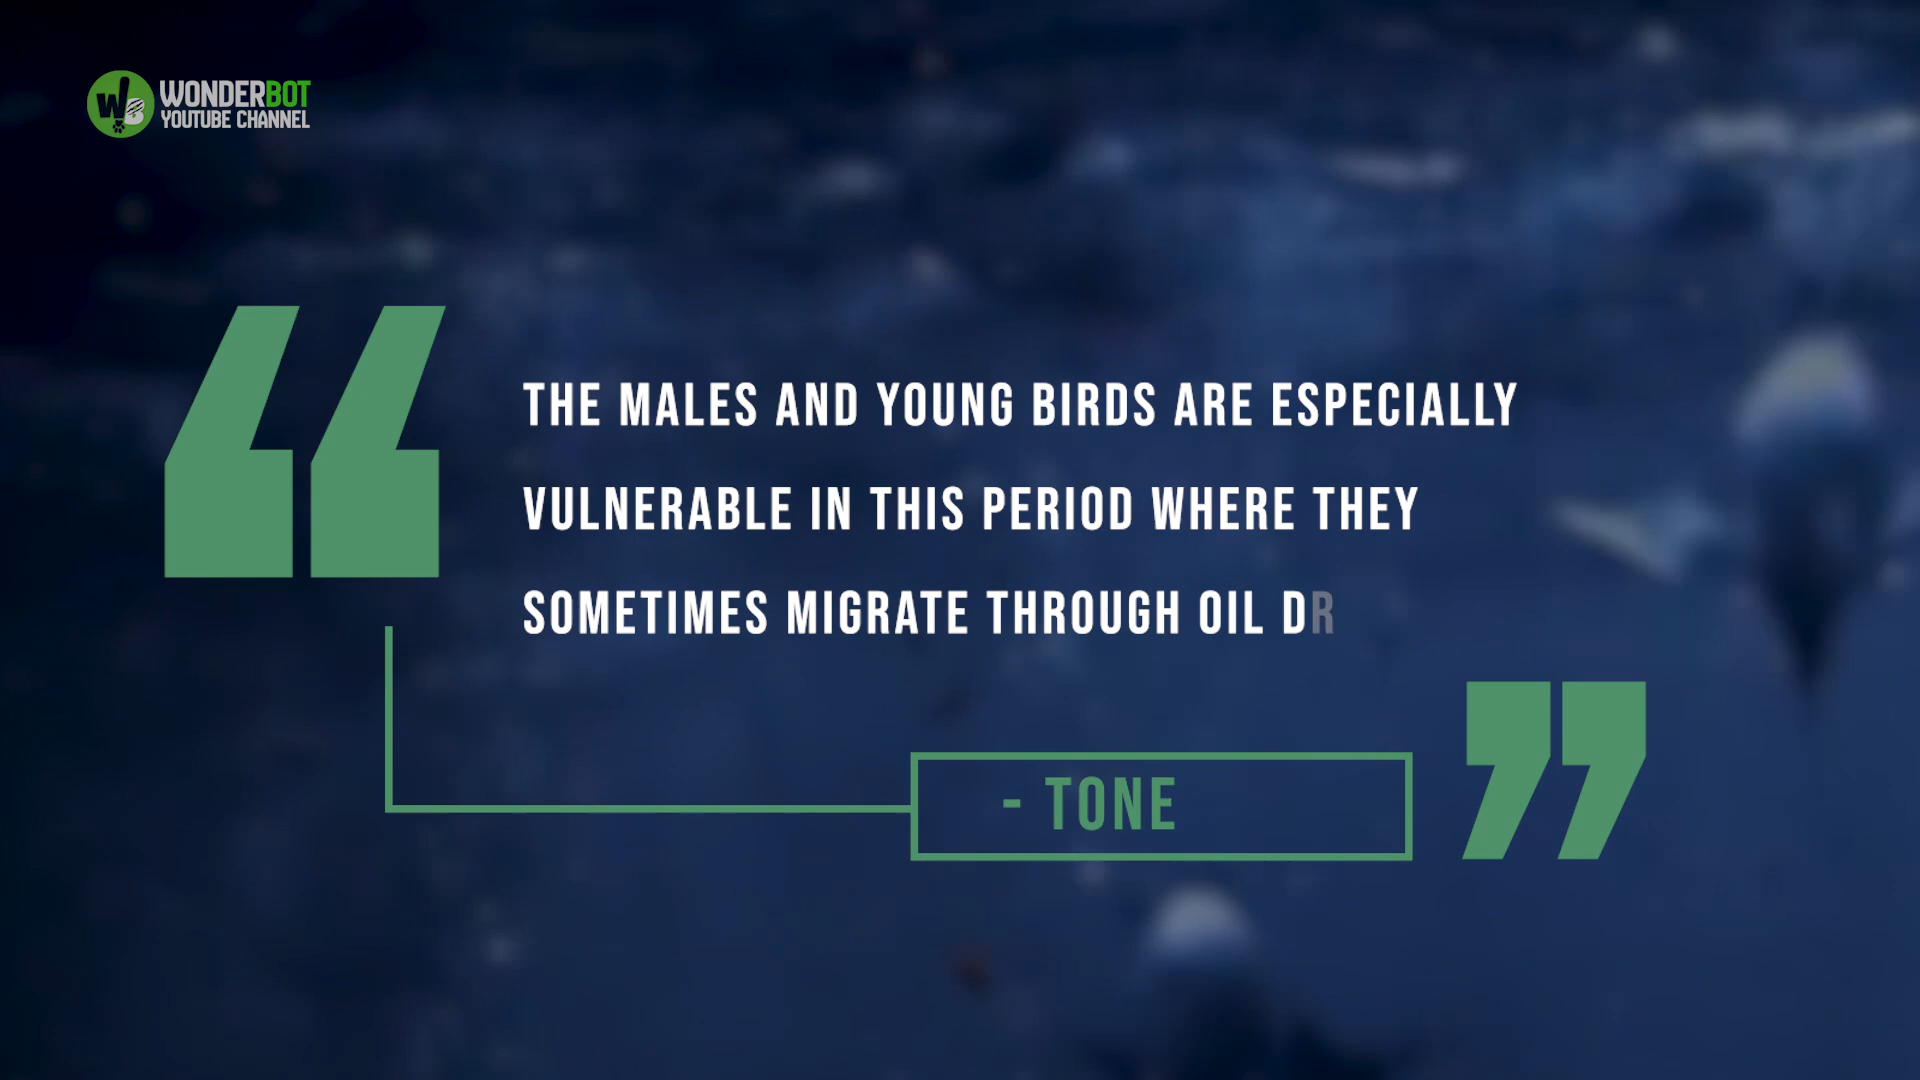 WONDERBOT
YOUTUBE CHANNEL
THE MALES AND YOUNG BIRDS ARE ESPECIALLY
VULNERABLE IN THIS PERIOD WHERE THEY
SOMETIMES MIGRATE THROUGH OIL DR
- TONE